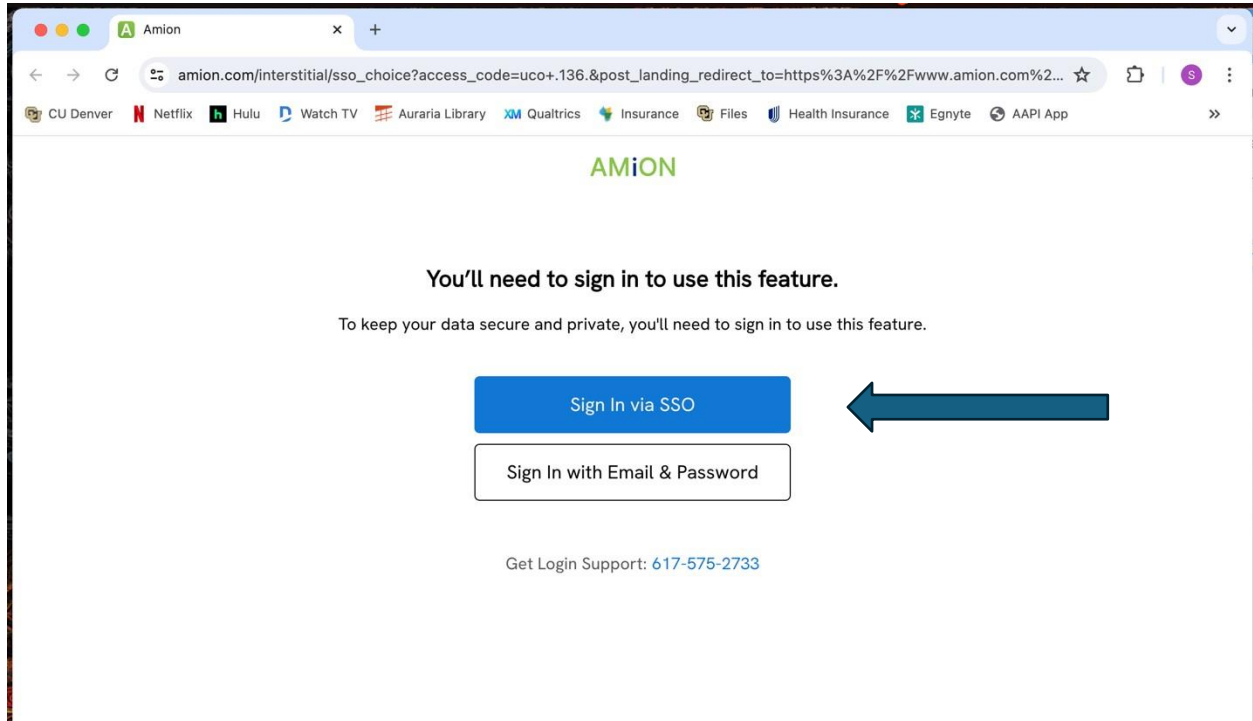 Amion
amion.com/interstitial/sso_choice?access_code=uco+.136.&post_landing_redirect_to=https%3A%2F%2Fwww.amion.com%2...
S
CU Denver Netflix Hulu Watch TV Auraria Library XM Qualtrics Insurance Files Health Insurance Egnyte AAPI App »
AMiON
You’ll need to sign in to use this feature.
To keep your data secure and private, you'll need to sign in to use this feature.
Sign In via SSO
Sign In with Email & Password
Get Login Support: 617-575-2733